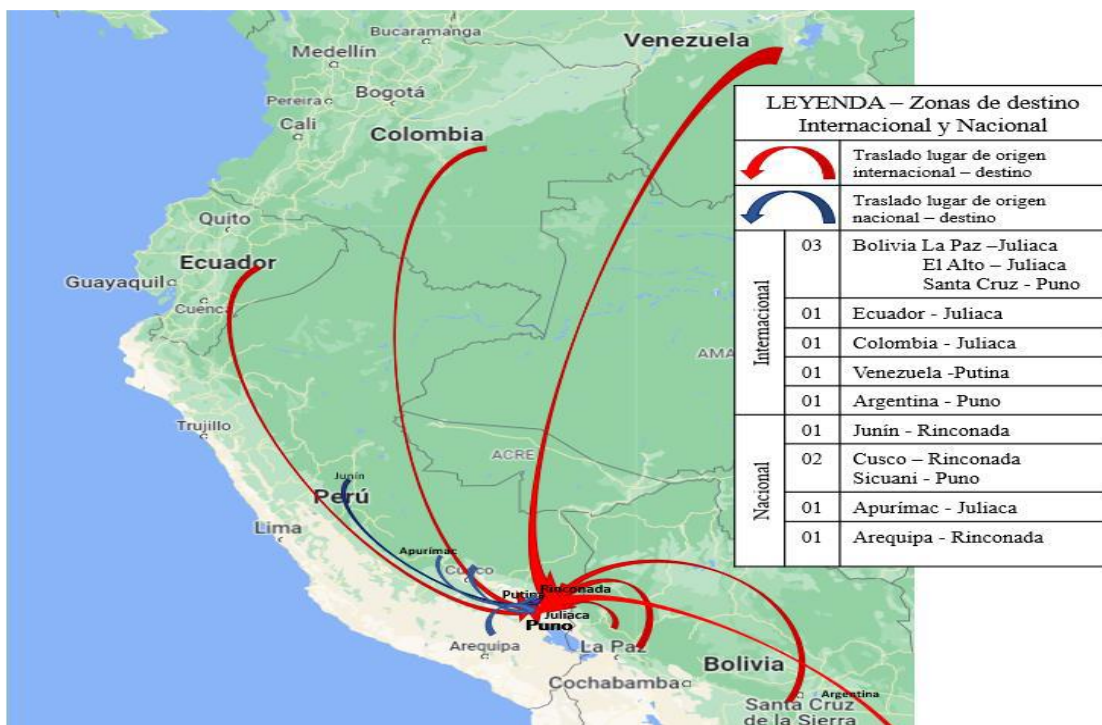 Bucaramanga
Venezuela
Medellín
Pereira
Bogotá
Cali
Colombia
Quito
Ecuador
Guayaquil
Cuenca
AMA
Trujillo
ACRE
Junín
Perú
Lima
Apurímac
Cusco
Putina
Rinconada
Juliaca
Puno
Arequipa
La Paz
Bolivia
Cochabamba
Argentina
Santa Cruz
de la Sierra
LEYENDA – Zonas de destino
Internacional y Nacional
Traslado lugar de origen
internacional – destino
Traslado lugar de origen
nacional – destino
Internacional
03 Bolivia La Paz –Juliaca
El Alto – Juliaca
Santa Cruz - Puno
01 Ecuador - Juliaca
01 Colombia - Juliaca
01 Venezuela -Putina
01 Argentina - Puno
Nacional
01 Junín - Rinconada
02 Cusco – Rinconada
Sicuani - Puno
01 Apurímac - Juliaca
01 Arequipa - Rinconada